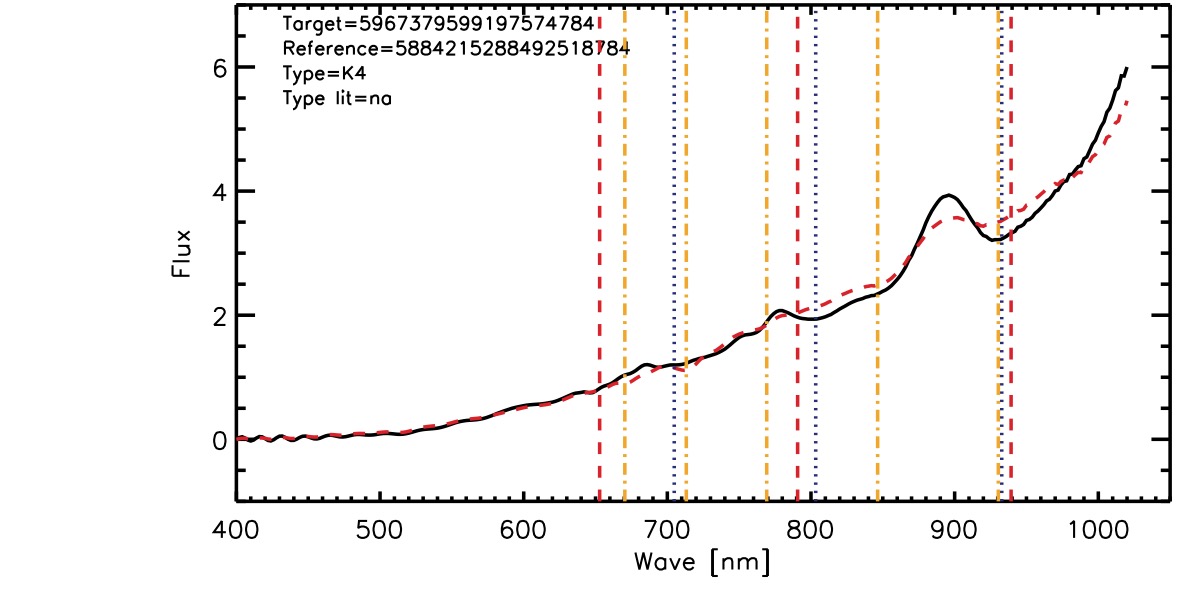 Target=5967379599197574784
Reference=5884215288492518784
Type=K4
Type lit=na
6
4
2
0
Flux
400 500 600 700 800 900 1000
Wave [nm]